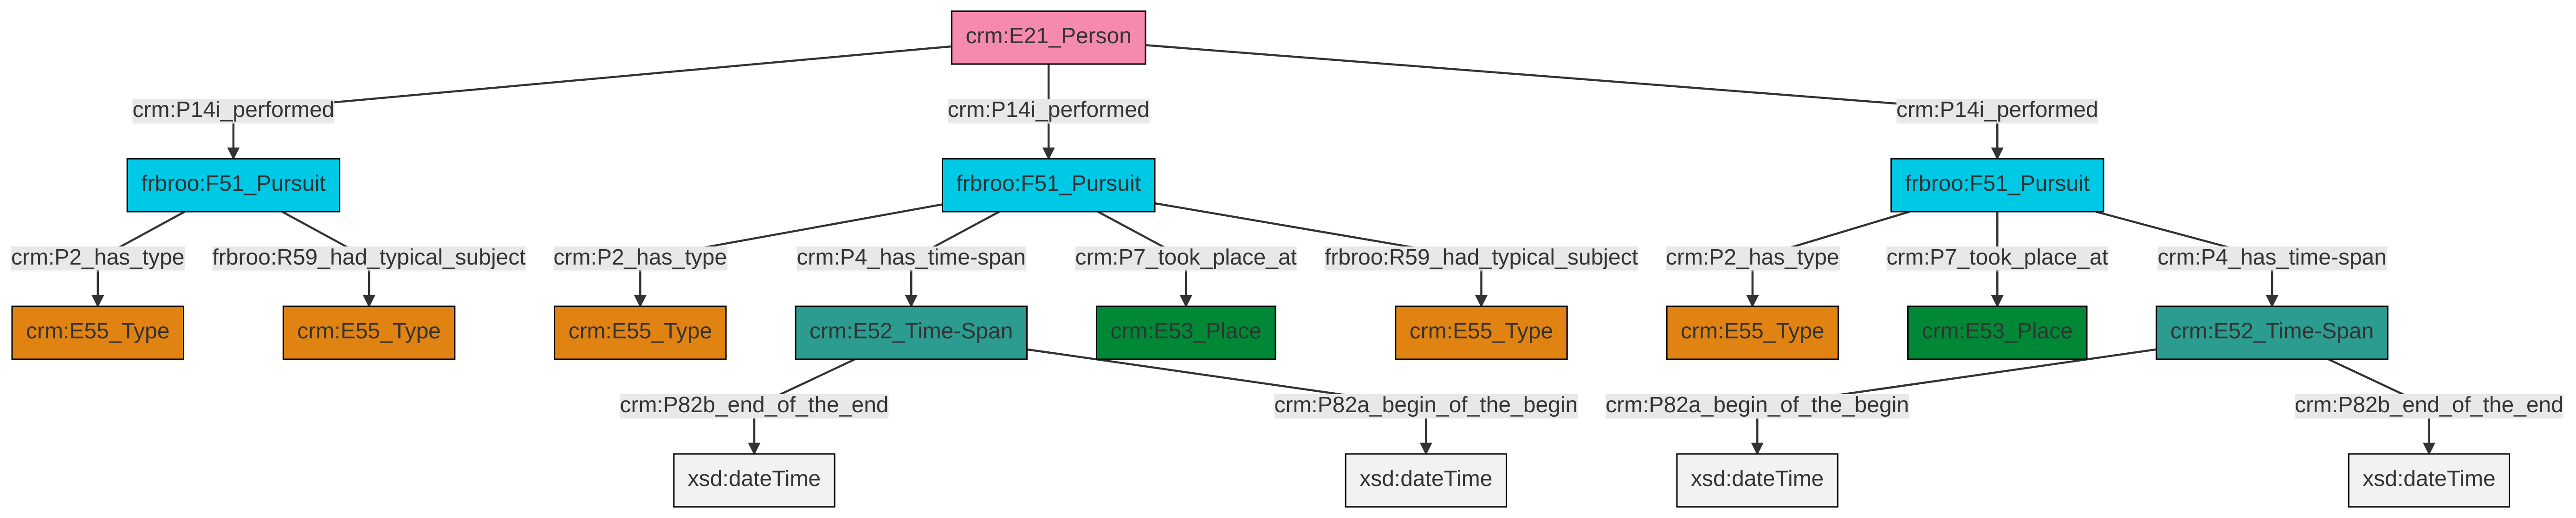 crm:E21_Person
crm:P14i_performed crm:P14i_performed crm:P14i_performed
frbroo:F51_Pursuit frbroo:F51_Pursuit frbroo:F51_Pursuit
crm:P2_has_type frbroo:R59_had_typical_subject crm:P2_has_type crm:P4_has_time-span crm:P7_took_place_at frbroo:R59_had_typical_subject crm:P2_has_type crm:P7_took_place_at crm:P4_has_time-span
crm:E55_Type crm:E55_Type crm:E55_Type crm:E52_Time-Span crm:E53_Place crm:E55_Type crm:E55_Type crm:E53_Place crm:E52_Time-Span
crm:P82b_end_of_the_end crm:P82a_begin_of_the_begin crm:P82a_begin_of_the_begin crm:P82b_end_of_the_end
xsd:dateTime xsd:dateTime xsd:dateTime xsd:dateTime